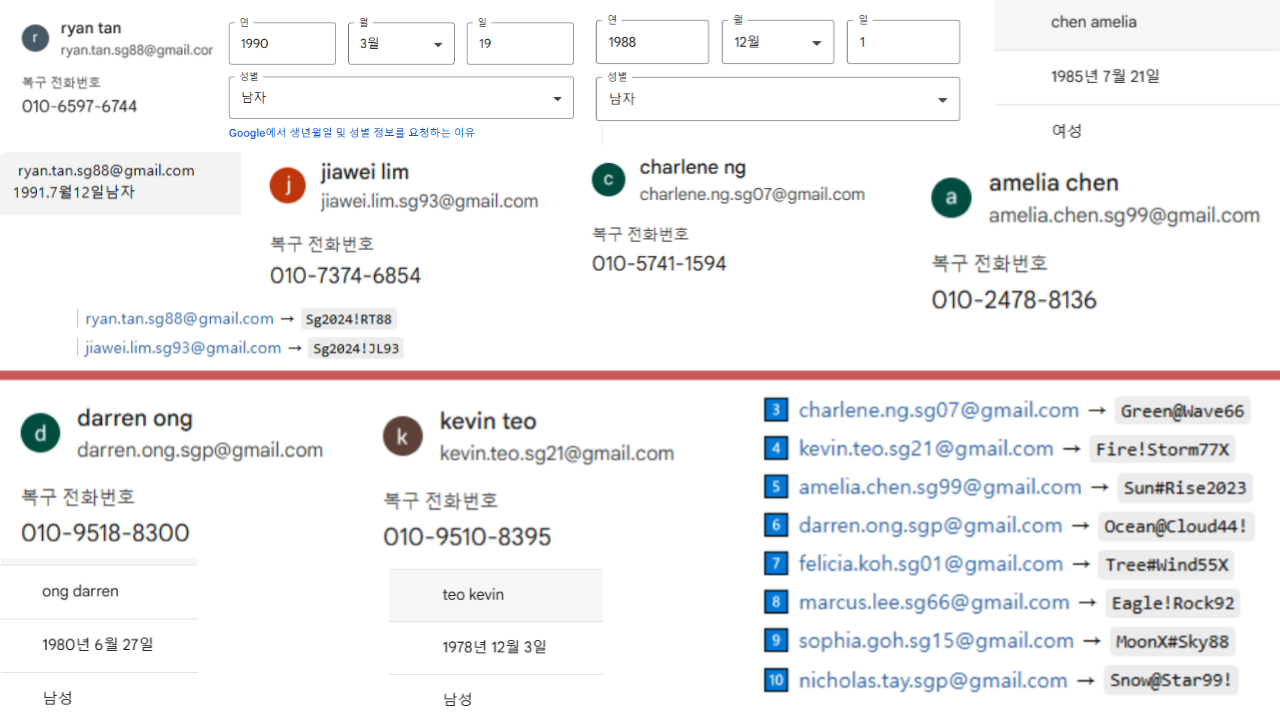 ryan tan
ryan.tan.sg88@gmail.cor
복구 전화번호
010-6597-6744
연
1990
월
3월
일
19
성별
남자
Google에서 생년월일 및 성별 정보를 요청하는 이유
연
1988
월
12월
일
1
성별
남자
chen amelia
1985년 7월 21일
여성
ryan.tan.sg88@gmail.com
1991.7월12일남자
j
jiawei lim
jiawei.lim.sg93@gmail.com
복구 전화번호
010-7374-6854
c
charlene ng
charlene.ng.sg07@gmail.com
복구 전화번호
010-5741-1594
a
amelia chen
amelia.chen.sg99@gmail.com
복구 전화번호
010-2478-8136
ryan.tan.sg88@gmail.com → Sg2024!RT88
jiawei.lim.sg93@gmail.com → Sg2024!JL93
d
darren ong
darren.ong.sgp@gmail.com
복구 전화번호
010-9518-8300
ong darren
1980년 6월 27일
남성
k
kevin teo
kevin.teo.sg21@gmail.com
복구 전화번호
010-9510-8395
teo kevin
1978년 12월 3일
남성
3 charlene.ng.sg07@gmail.com → Green@Wave66
4 kevin.teo.sg21@gmail.com → Fire!Storm77X
5 amelia.chen.sg99@gmail.com → Sun#Rise2023
6 darren.ong.sgp@gmail.com → Ocean@Cloud44!
7 felicia.koh.sg01@gmail.com → Tree#Wind55X
8 marcus.lee.sg66@gmail.com → Eagle!Rock92
9 sophia.goh.sg15@gmail.com → MoonX#Sky88
10 nicholas.tay.sgp@gmail.com → Snow@Star99!